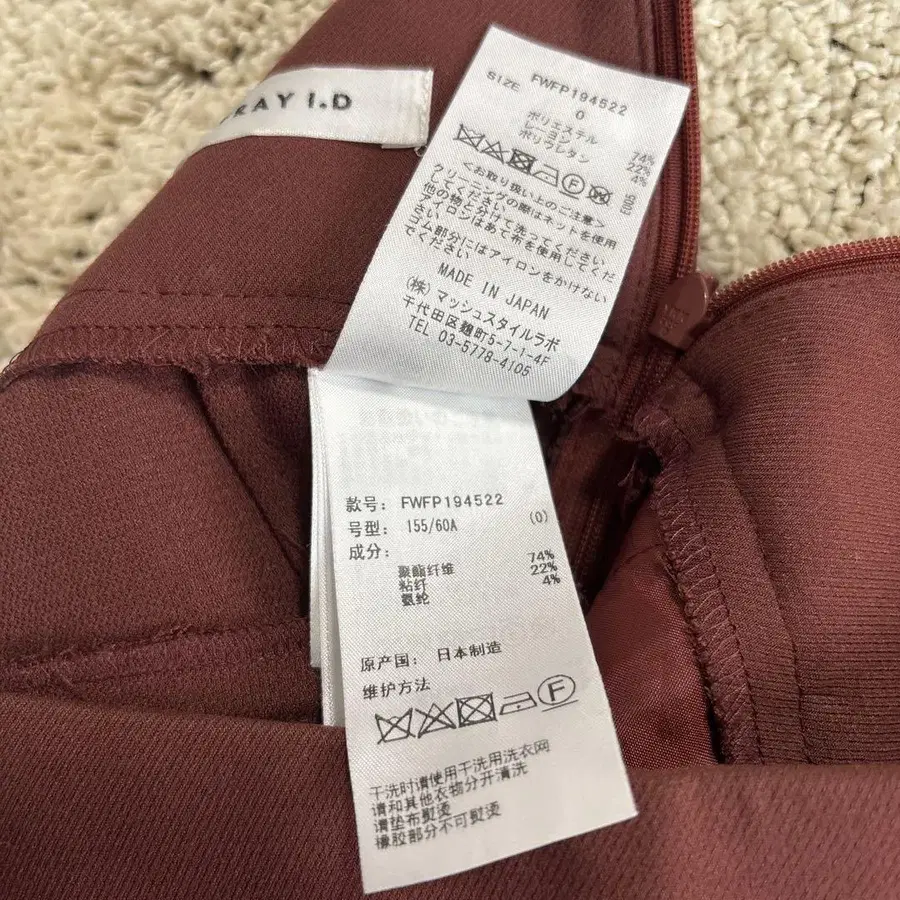 RAY I.D
FWFP194522
SIZE 0
ポリエステル 74%
レーヨン 22%
ポリウレタン 4%
<お取り扱い上のご注意>
クリーニングの際はネットを使用
してください
他の物と分けて洗ってください
アイロンはあて布を使用してくだ
さい
ゴム部分にはアイロンをかけない
でください
MADE IN JAPAN
(株)マッシュスタイルラボ
千代田区麹町5-7-1-4F
TEL 03-5778-4105
款号: FWFP194522
号型: 155/60A (0)
成分:
聚酯纤维 74%
粘纤 22%
氨纶 4%
原产国: 日本制造
维护方法
F
干洗时请使用干洗用洗衣网
请和其他衣物分开清洗
请垫布熨烫
橡胶部分不可熨烫